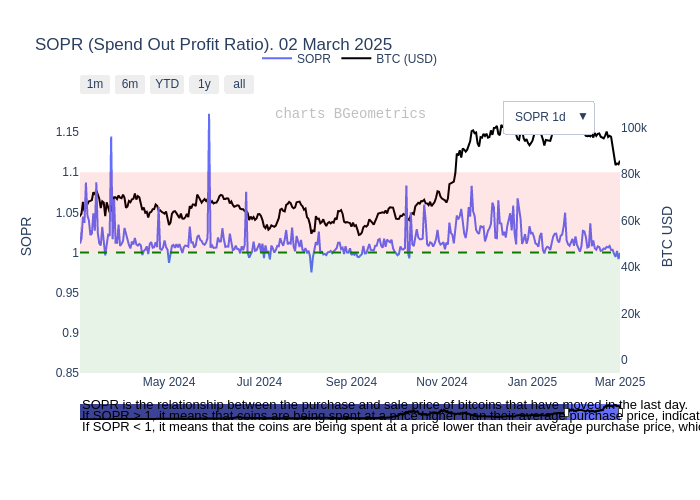 SOPR (Spend Out Profit Ratio). 02 March 2025
SOPR BTC (USD)
1m 6m YTD 1y all
charts BGeometrics
SOPR 1d ▼
1.15
1.1
1.05
1
0.95
0.9
0.85
SOPR
100k
80k
60k
40k
20k
0
BTC USD
May 2024 Jul 2024 Sep 2024 Nov 2024 Jan 2025 Mar 2025
SOPR is the relationship between the purchase and sale price of bitcoins that have moved in the last day.
If SOPR > 1, it means that coins are being spent at a price higher than their average purchase price, indicat
If SOPR < 1, it means that the coins are being spent at a price lower than their average purchase price, whic